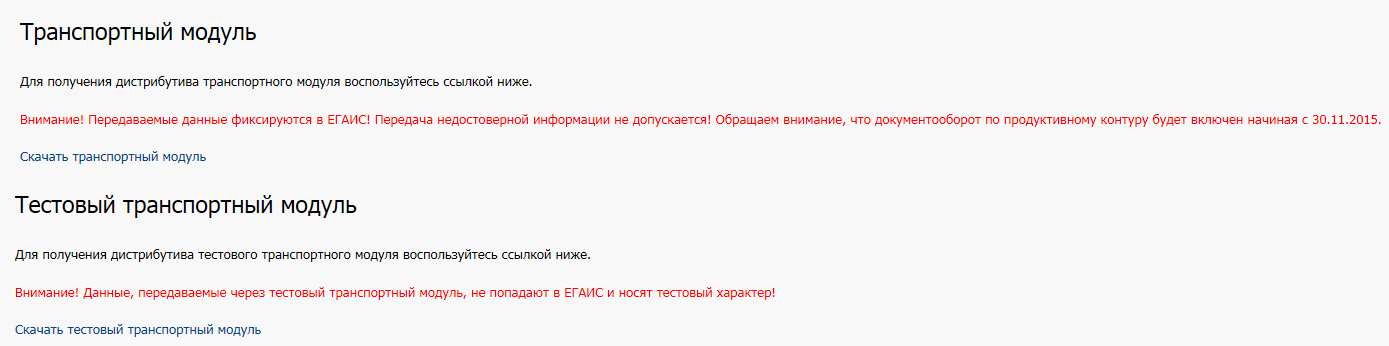 Транспортный модуль
Для получения дистрибутива транспортного модуля воспользуйтесь ссылкой ниже.
Внимание! Передаваемые данные фиксируются в ЕГАИС! Передача недостоверной информации не допускается! Обращаем внимание, что документооборот по продуктивному контуру будет включен начиная с 30.11.2015.
Скачать транспортный модуль
Тестовый транспортный модуль
Для получения дистрибутива тестового транспортного модуля воспользуйтесь ссылкой ниже.
Внимание! Данные, передаваемые через тестовый транспортный модуль, не попадают в ЕГАИС и носят тестовый характер!
Скачать тестовый транспортный модуль